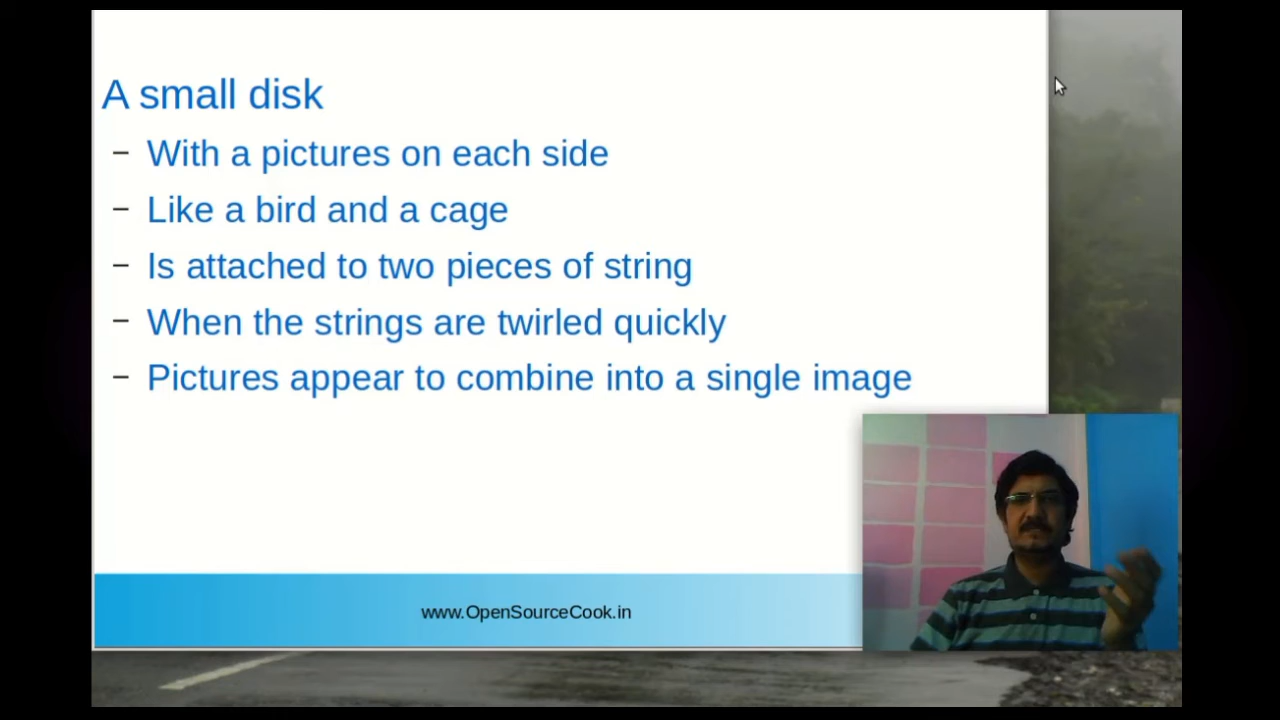 A small disk
– With a pictures on each side
– Like a bird and a cage
– Is attached to two pieces of string
– When the strings are twirled quickly
– Pictures appear to combine into a single image
www.OpenSourceCook.in